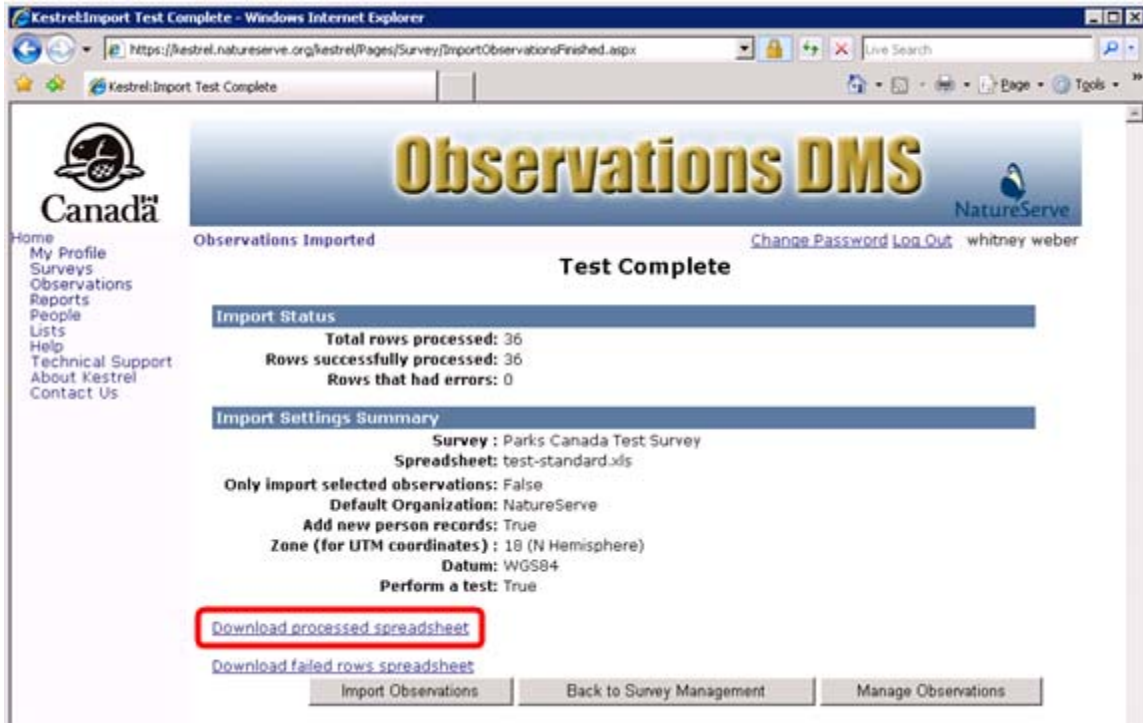 Kestrel:Import Test Complete - Windows Internet Explorer
https://kestrel.natureserve.org/kestrel/Pages/Survey/ImportObservationsFinished.aspx
Live Search
Kestrel:Import Test Complete
Page
Tools
Canada
Observations DMS
NatureServe
Home
My Profile
Surveys
Observations
Reports
People
Lists
Help
Technical Support
About Kestrel
Contact Us
Observations Imported
Change Password Log Out whitney weber
Test Complete
Import Status
Total rows processed: 36
Rows successfully processed: 36
Rows that had errors: 0
Import Settings Summary
Survey : Parks Canada Test Survey
Spreadsheet: test-standard.xls
Only import selected observations: False
Default Organization: NatureServe
Add new person records: True
Zone (for UTM coordinates) : 18 (N Hemisphere)
Datum: WGS84
Perform a test: True
Download processed spreadsheet
Download failed rows spreadsheet
Import Observations
Back to Survey Management
Manage Observations